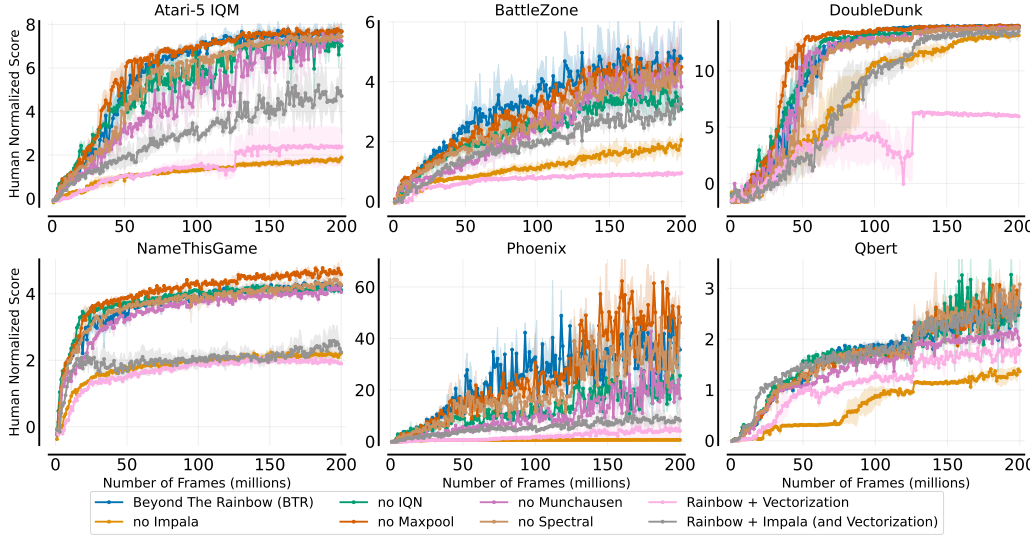 Atari-5 IQM
BattleZone
DoubleDunk
Human Normalized Score
8
6
4
2
0
0 50 100 150 200
6
4
2
0
0 50 100 150 200
10
5
0
0 50 100 150 200
NameThisGame
Phoenix
Qbert
Human Normalized Score
4
2
0
0 50 100 150 200
Number of Frames (millions)
60
40
20
0
0 50 100 150 200
Number of Frames (millions)
3
2
1
0
0 50 100 150 200
Number of Frames (millions)
Beyond The Rainbow (BTR) no IQN no Munchausen Rainbow + Vectorization
no Impala no Maxpool no Spectral Rainbow + Impala (and Vectorization)